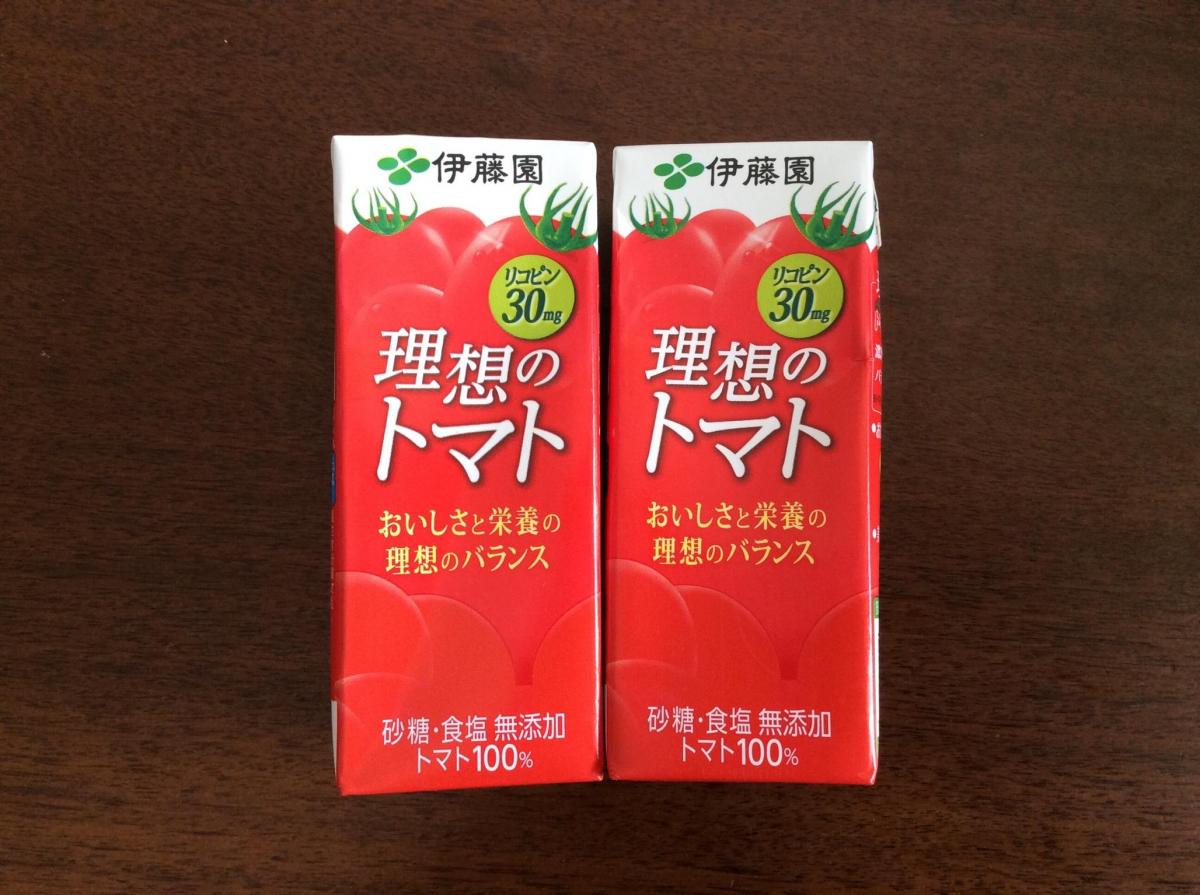 伊藤園
リコピン
30mg
理想の
トマト
おいしさと栄養の
理想のバランス
砂糖・食塩 無添加
トマト100%
伊藤園
リコピン
30mg
理想の
トマト
おいしさと栄養の
理想のバランス
砂糖・食塩 無添加
トマト100%